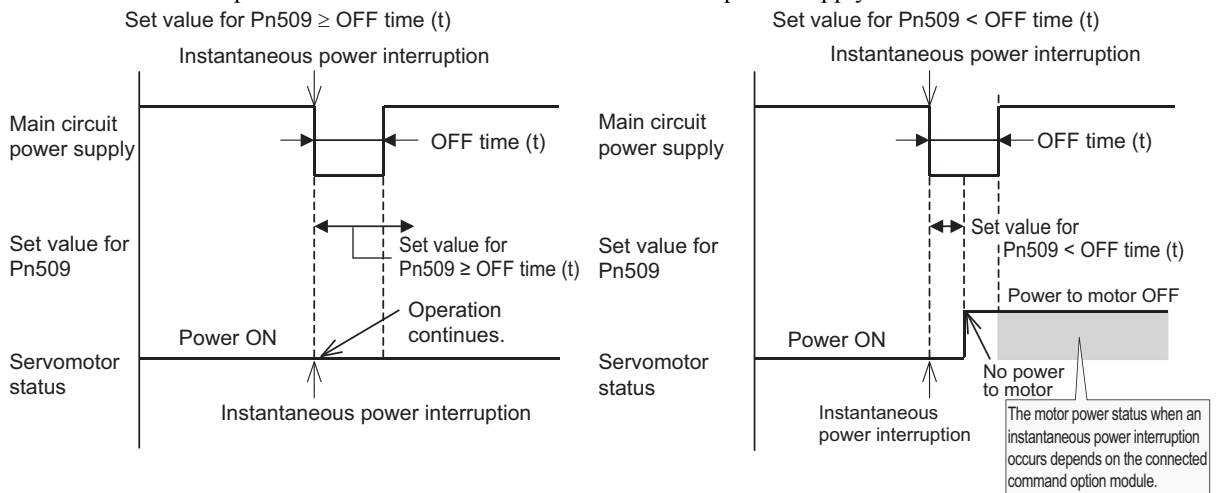 Set value for Pn509 ≥ OFF time (t)
Instantaneous power interruption
Main circuit
power supply
OFF time (t)
Set value for
Pn509
Set value for
Pn509 ≥ OFF time (t)
Operation
continues.
Power ON
Servomotor
status
Instantaneous power interruption
Set value for Pn509 < OFF time (t)
Instantaneous power interruption
Main circuit
power supply
OFF time (t)
Set value for
Pn509
Set value for
Pn509 < OFF time (t)
Power to motor OFF
Power ON
Servomotor
status
No power
to motor
Instantaneous
power interruption
The motor power status when an
instantaneous power interruption
occurs depends on the connected
command option module.